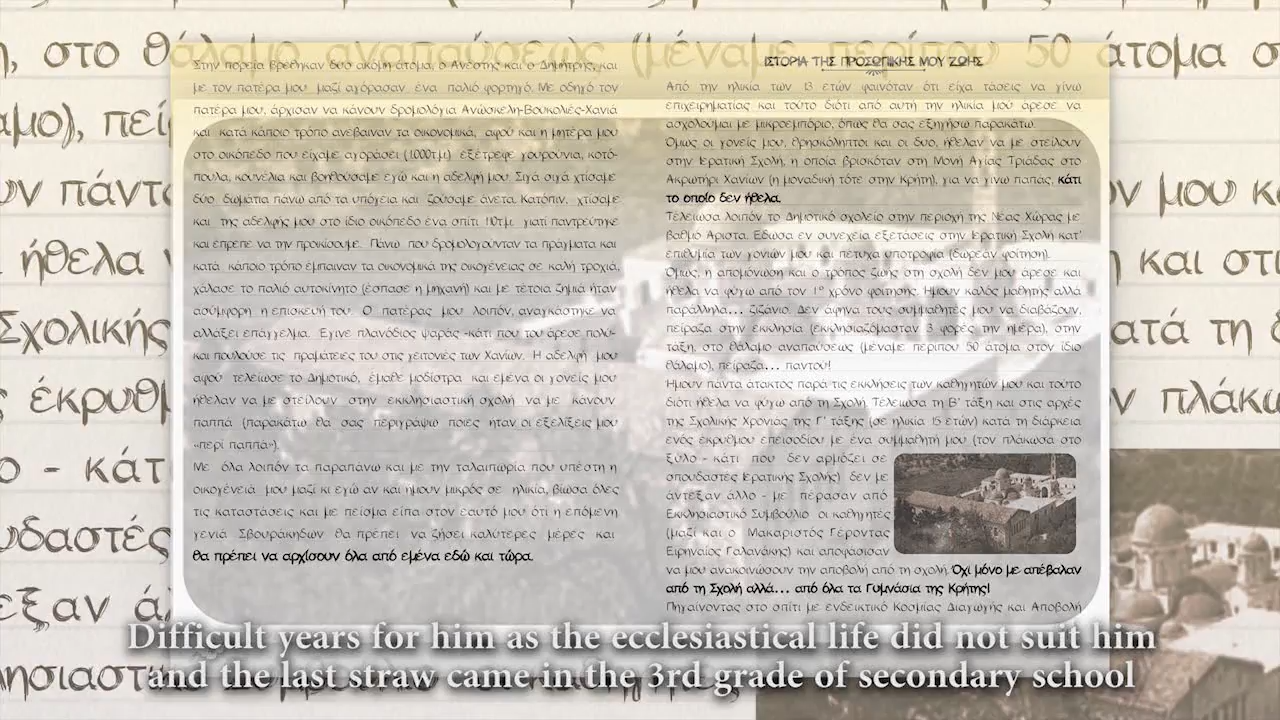 Στην πορεία βρέθηκαν δυο ακόμη άτομα, ο Ανέστης και ο Δημήτρης, και
με τον πατέρα μου μαζί αγόρασαν ένα παλιό φορτηγό. Με οδηγό τον
πατέρα μου, άρχισαν να κάνουν δρομολόγια Ανώσκελη-Βουκολιές-Χανιά
και κατά κάποιο τρόπο ανέβαιναν τα οικονομικά, αφού και η μητέρα μου
στο οικόπεδο που είχαμε αγοράσει (1.000τμ) εξέτρεφε γουρούνια, κοτό-
πουλα, κουνέλια και βοηθούσαμε εγώ και η αδελφή μου. Σιγά σιγά χτίσαμε
δύο δωμάτια πάνω από τα υπόγεια και ζούσαμε άνετα. Κατόπιν, χτίσαμε
και της αδελφής μου στο ίδιο οικόπεδο ένα σπίτι 110τμ. γιατί παντρεύτηκε
και έπρεπε να την προικίσομε. Πάνω που δρομολογούνταν τα πράγματα και
κατά κάποιο τρόπο έμπαιναν τα οικονομικά της οικογένειας σε καλή τροχιά,
χάλασε το παλιό αυτοκίνητο (έσπασε η μηχανή) και με τέτοια ζημιά ήταν
ασύμφορη η επισκευή του. Ο πατέρας μου λοιπόν, αναγκάστηκε να
αλλάξει επάγγελμα. Έγινε πλανόδιος ψαράς -κάτι που του άρεσε πολύ-
και πουλούσε τις πραμάτειες του στις γειτονιές των Χανίων. Η αδελφή μου
αφού τελείωσε το Δημοτικό, έμαθε μοδίστρα και εμένα οι γονείς μου
ήθελαν να με στείλουν στην εκκλησιαστική σχολή να με κάνουν
παππά (παρακάτω θα σας περιγράψω ποιες ήταν οι εξελίξεις μου
«περί παππά»).
Με όλα λοιπόν τα παραπάνω και με την ταλαιπωρία που υπέστη η
οικογένειά μου μαζί κι εγώ αν και ήμουν μικρός σε ηλικία, βίωσα όλες
τις καταστάσεις και με πείσμα είπα στον εαυτό μου ότι η επόμενη
γενιά Σβουράκηδων θα πρέπει να ζήσει καλύτερες μέρες και
θα πρέπει να αρχίσουν όλα από εμένα εδώ και τώρα.
ΙΣΤΟΡΙΑ ΤΗΣ ΠΡΟΣΩΠΙΚΗΣ ΜΟΥ ΖΩΗΣ
Από την ηλικία των 13 ετών φαινόταν ότι είχα τάσεις να γίνω
επιχειρηματίας και τούτο διότι από αυτή την ηλικία μου άρεσε να
ασχολούμαι με μικροεμπόριο, όπως θα σας εξηγήσω παρακάτω.
Όμως οι γονείς μου, θρησκόληπτοι και οι δυο, ήθελαν να με στείλουν
στην Ιερατική Σχολή, η οποία βρισκόταν στη Μονή Αγίας Τριάδας στο
Ακρωτήρι Χανίων (η μοναδική τότε στην Κρήτη), για να γίνω παπάς, κάτι
το οποίο δεν ήθελα.
Τελείωσα λοιπόν το Δημοτικό σχολείο στην περιοχή της Νέας Χώρας με
βαθμό Άριστα. Έδωσα εν συνεχεία εξετάσεις στην Ιερατική Σχολή κατ'
επιθυμία των γονιών μου και πέτυχα υποτροφία (δωρεάν φοίτηση).
Όμως, η απομόνωση και ο τρόπος ζωής στη σχολή δεν μου άρεσε και
ήθελα να φύγω από τον 1º χρόνο φοίτησης. Ήμουν καλός μαθητής αλλά
παράλληλα... ζιζάνιο. Δεν άφηνα τους συμμαθητές μου να διαβάζουν,
πείραζα στην εκκλησία (εκκλησιαζόμασταν 3 φορές την ημέρα), στην
τάξη, στο θάλαμο αναπαύσεως (μέναμε περίπου 50 άτομα στον ίδιο
θάλαμο), πείραζα... παντού!
Ήμουν πάντα άτακτος παρά τις εκκλήσεις των καθηγητών μου και τούτο
διότι ήθελα να φύγω από τη Σχολή. Τελείωσα τη Β' τάξη και στις αρχές
της Σχολικής Χρονιάς της Γ' τάξης (σε ηλικία 15 ετών) κατά τη διάρκεια
ενός έκρυθμου επεισοδίου με ένα συμμαθητή μου (τον πλάκωσα στο
ξύλο - κάτι που δεν αρμόζει σε
σπουδαστές Ιερατικής Σχολής) δεν με
άντεξαν άλλο - με πέρασαν από
Εκκλησιαστικό Συμβούλιο οι καθηγητές
(μαζί και ο Μακαριστός Γέροντας
Ειρηναίος Γαλανάκης) και αποφάσισαν
να μου ανακοινώσουν την αποβολή από τη σχολή. Όχι μόνο με απέβαλαν
από τη Σχολή αλλά... από όλα τα Γυμνάσια της Κρήτης!
Πηγαίνοντας στο σπίτι με ενδεικτικό Κοσμίας Διαγωγής και Αποβολή
Difficult years for him as the ecclesiastical life did not suit him
and the last straw came in the 3rd grade of secondary school